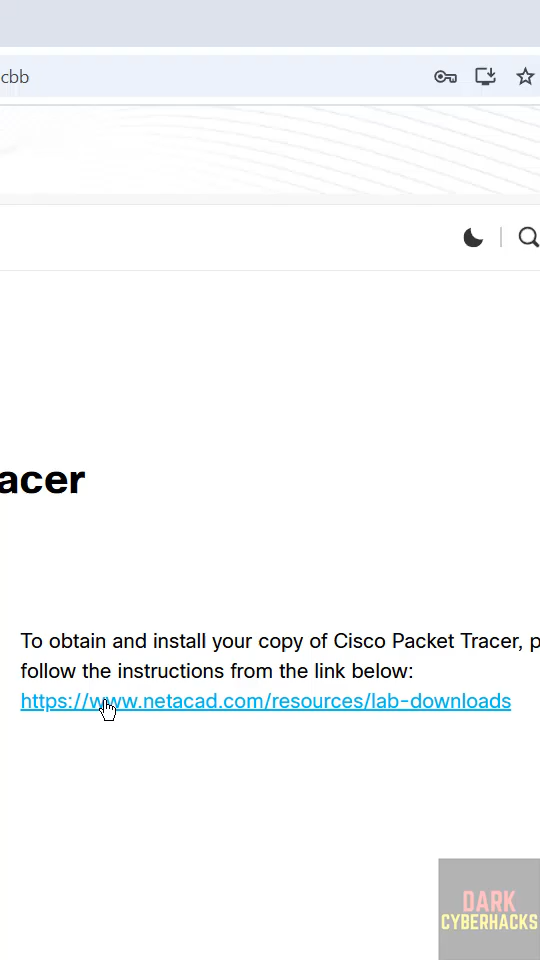 cbb
acer
To obtain and install your copy of Cisco Packet Tracer, p
follow the instructions from the link below:
https://www.netacad.com/resources/lab-downloads
DARK
CYBERHACKS